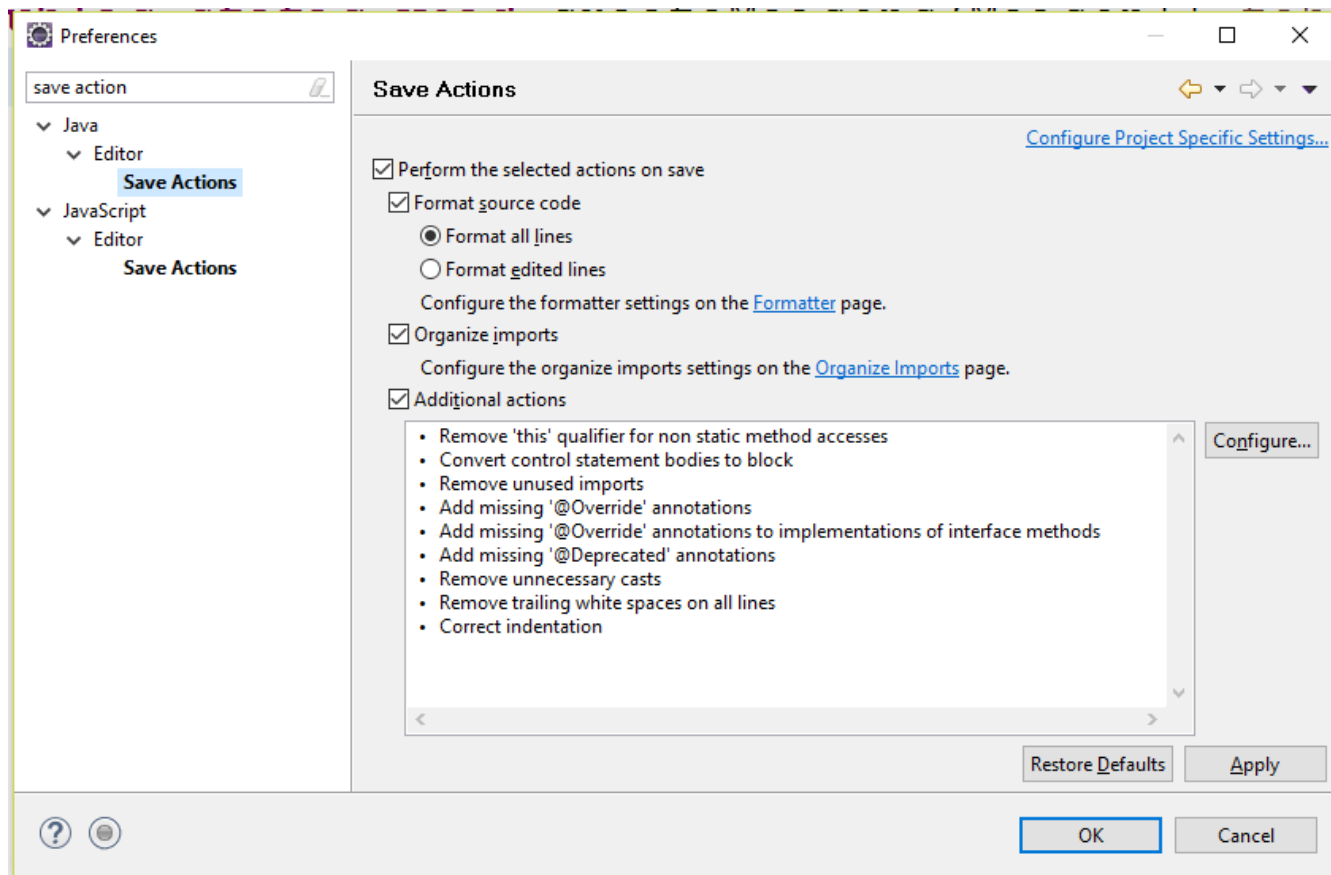 Preferences
save action
Java
Editor
Save Actions
JavaScript
Editor
Save Actions
Save Actions
Configure Project Specific Settings...
Perform the selected actions on save
Format source code
Format all lines
Format edited lines
Configure the formatter settings on the Formatter page.
Organize imports
Configure the organize imports settings on the Organize Imports page.
Additional actions
• Remove 'this' qualifier for non static method accesses
• Convert control statement bodies to block
• Remove unused imports
• Add missing '@Override' annotations
• Add missing '@Override' annotations to implementations of interface methods
• Add missing '@Deprecated' annotations
• Remove unnecessary casts
• Remove trailing white spaces on all lines
• Correct indentation
Configure...
Restore Defaults
Apply
OK
Cancel